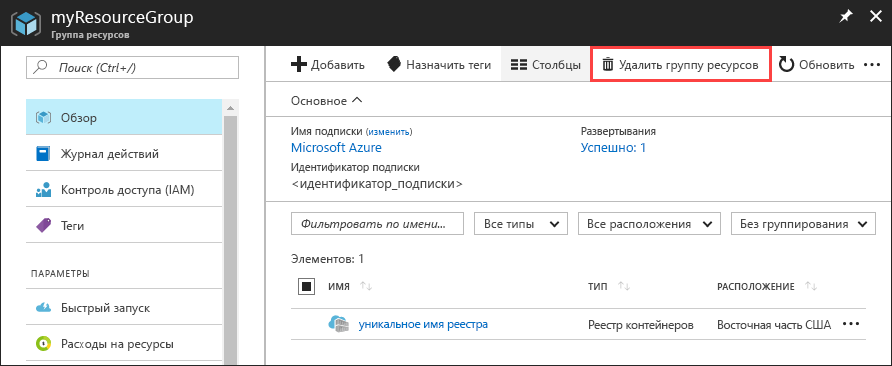 myResourceGroup
Группа ресурсов
Поиск (Ctrl+/)
Обзор
Журнал действий
Контроль доступа (IAM)
Теги
ПАРАМЕТРЫ
Быстрый запуск
Расходы на ресурсы
Добавить Назначить теги Столбцы Удалить группу ресурсов Обновить
Основное
Имя подписки (изменить) Развертывания
Microsoft Azure Успешно: 1
Идентификатор подписки
<идентификатор_подписки>
Фильтровать по имени... Все типы Все расположения Без группирования
Элементов: 1
ИМЯ ТИП РАСПОЛОЖЕНИЕ
уникальное имя реестра Реестр контейнеров Восточная часть США